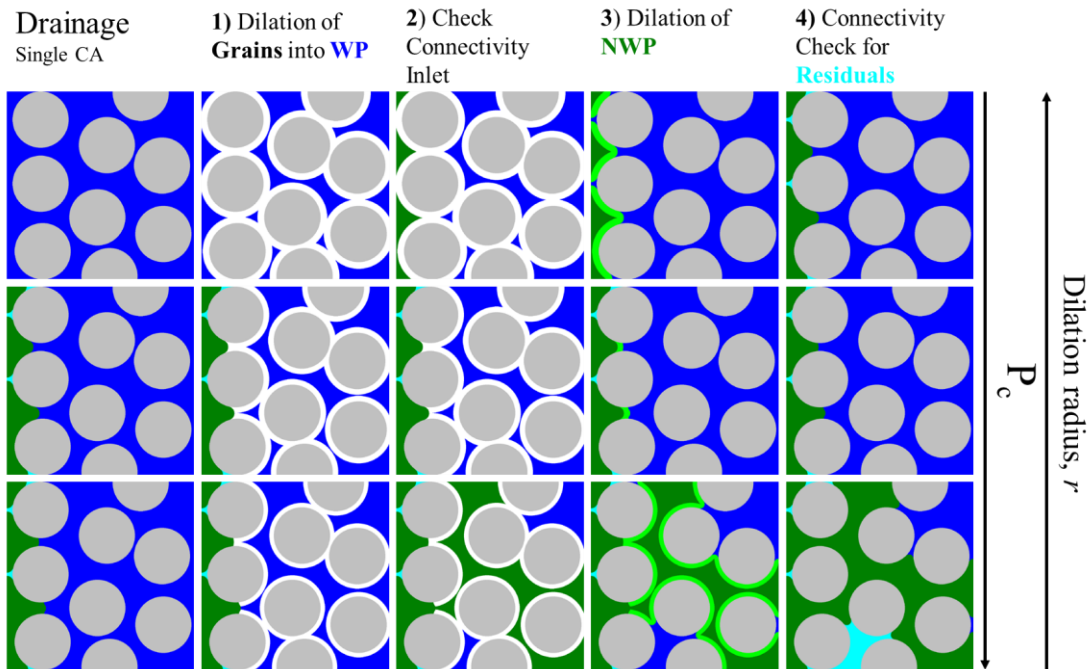 Drainage
Single CA
1) Dilation of
Grains into WP
2) Check
Connectivity
Inlet
3) Dilation of
NWP
4) Connectivity
Check for
Residuals
Pc
Dilation radius, r